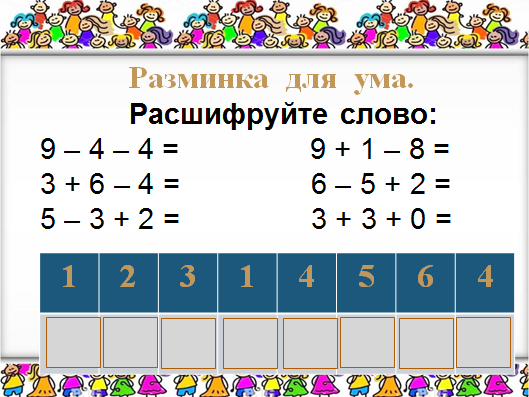 Разминка для ума.
Расшифруйте слово:
9 – 4 – 4 = 9 + 1 – 8 =
3 + 6 – 4 = 6 – 5 + 2 =
5 – 3 + 2 = 3 + 3 + 0 =
1 2 3 1 4 5 6 4